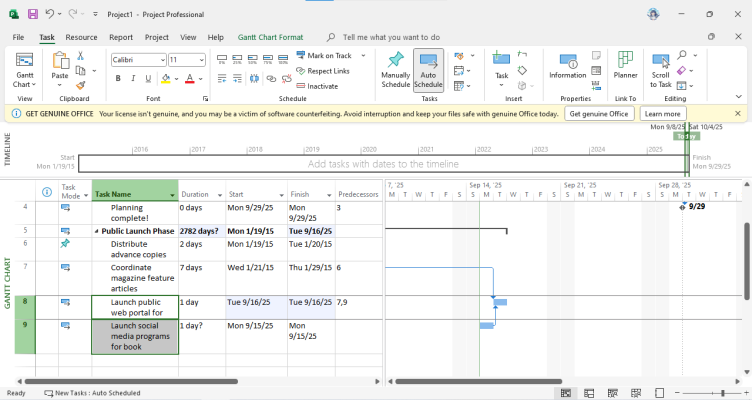 Project1 - Project Professional
File Task Resource Report Project View Help Gantt Chart Format Tell me what you want to do
Gantt Chart
View
Paste
Clipboard
Calibri 11
B I U A
Font
0% 25% 50% 75% 100%
Mark on Track
Respect Links
Inactivate
Schedule
Manually Schedule
Auto Schedule
Tasks
Task
Insert
Information
Properties
Planner
Link To
Scroll to Task
Editing
GET GENUINE OFFICE Your license isn't genuine, and you may be a victim of software counterfeiting. Avoid interruption and keep your files safe with genuine Office today. Get genuine Office Learn more
TIMELINE
Mon 9/8/25 Sat 10/4/25
Today
2016 2017 2018 2019 2020 2021 2022 2023 2024 2025
Start
Mon 1/19/15
Add tasks with dates to the timeline
Finish
Mon 9/29/25
GANTT CHART
Task Mode Task Name Duration Start Finish Predecessors
7, '25 Sep 14, '25 Sep 21, '25 Sep 28, '25
M T W T F S S M T W T F S S M T W T F S S M T W T F
4 Planning complete! 0 days Mon 9/29/25 Mon 9/29/25 3
9/29
5 Public Launch Phase 2782 days? Mon 1/19/15 Tue 9/16/25
6 Distribute advance copies 2 days Mon 1/19/15 Tue 1/20/15
7 Coordinate magazine feature articles 7 days Wed 1/21/15 Thu 1/29/15 6
8 Launch public web portal for 1 day Tue 9/16/25 Tue 9/16/25 7,9
9 Launch social media programs for book 1 day? Mon 9/15/25 Mon 9/15/25
Ready New Tasks : Auto Scheduled